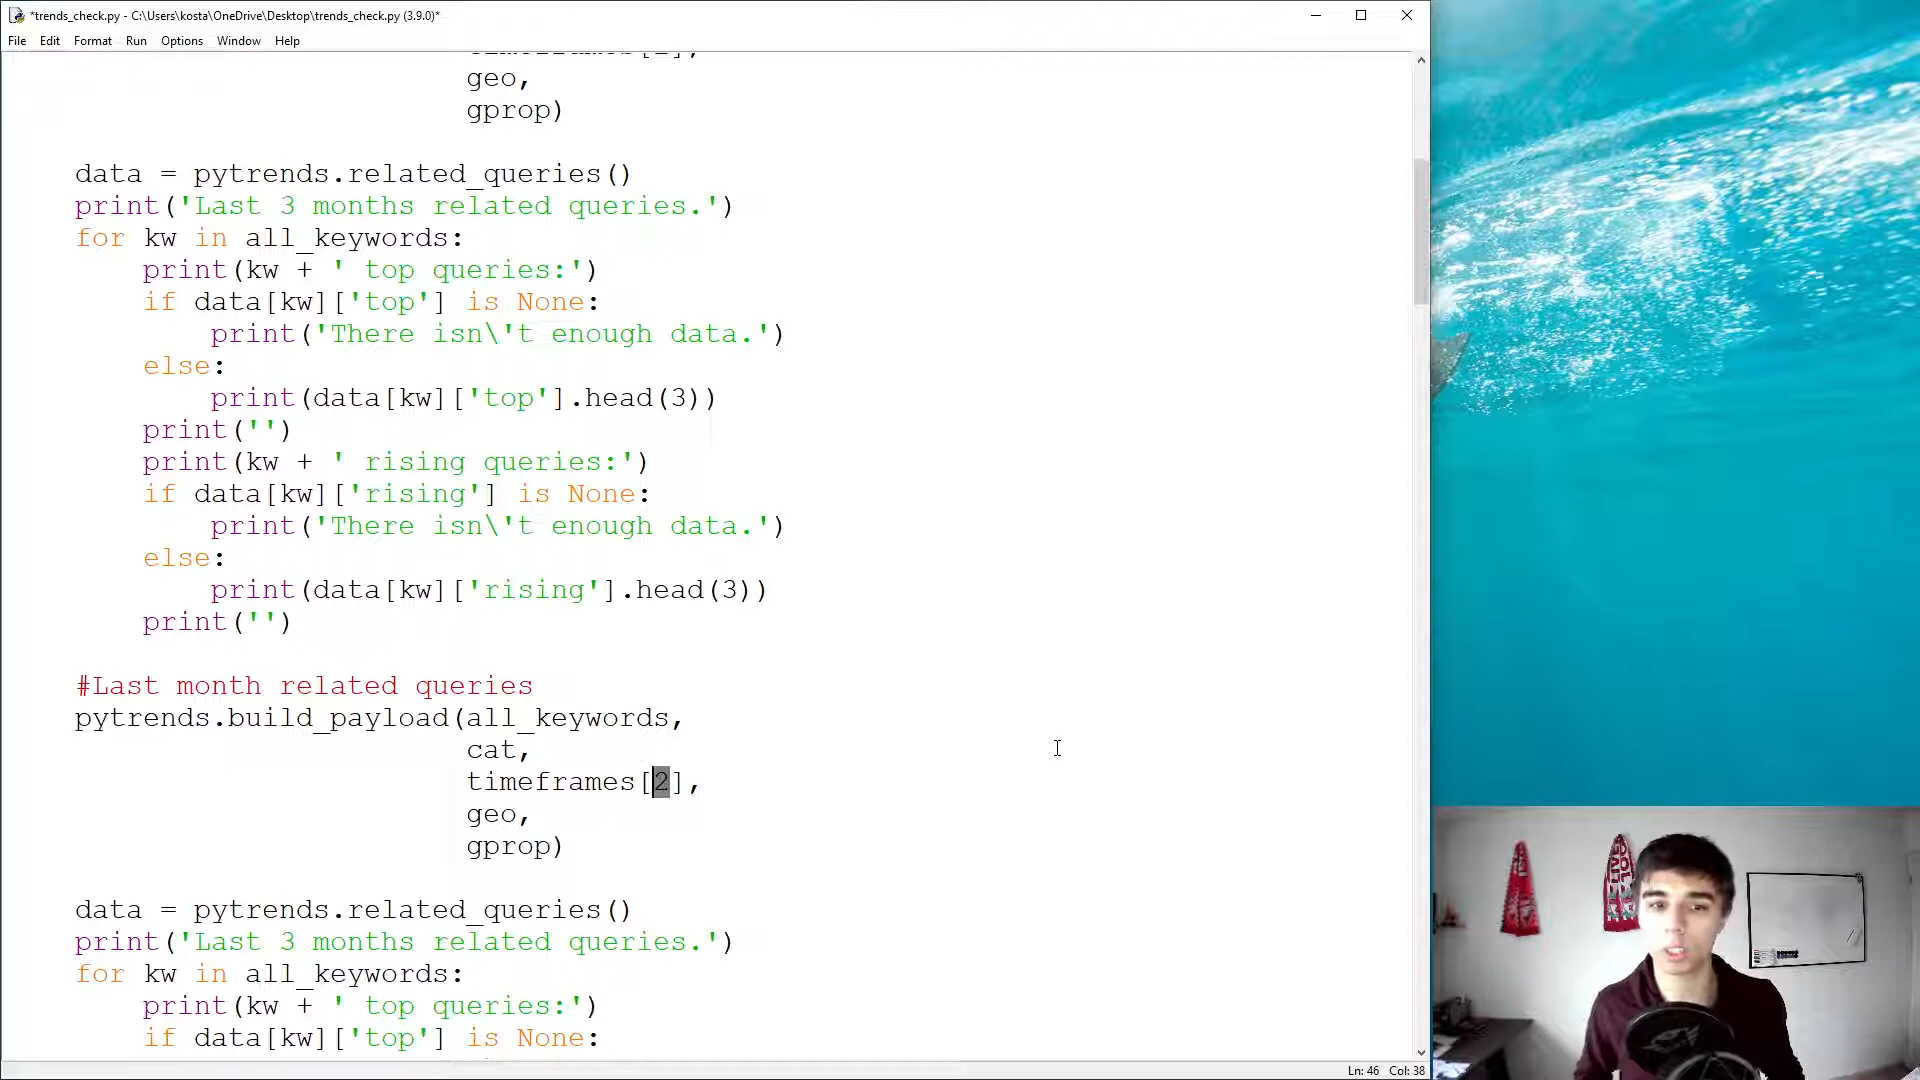 *trends_check.py - C:\Users\kosta\OneDrive\Desktop\trends_check.py (3.9.0)*
File Edit Format Run Options Window Help
geo,
gprop)
data = pytrends.related_queries()
print('Last 3 months related queries.')
for kw in all_keywords:
print(kw + ' top queries:')
if data[kw]['top'] is None:
print('There isn\'t enough data.')
else:
print(data[kw]['top'].head(3))
print('')
print(kw + ' rising queries:')
if data[kw]['rising'] is None:
print('There isn\'t enough data.')
else:
print(data[kw]['rising'].head(3))
print('')
#Last month related queries
pytrends.build_payload(all_keywords,
cat,
timeframes[2],
geo,
gprop)
data = pytrends.related_queries()
print('Last 3 months related queries.')
for kw in all_keywords:
print(kw + ' top queries:')
if data[kw]['top'] is None:
Ln: 46 Col: 38